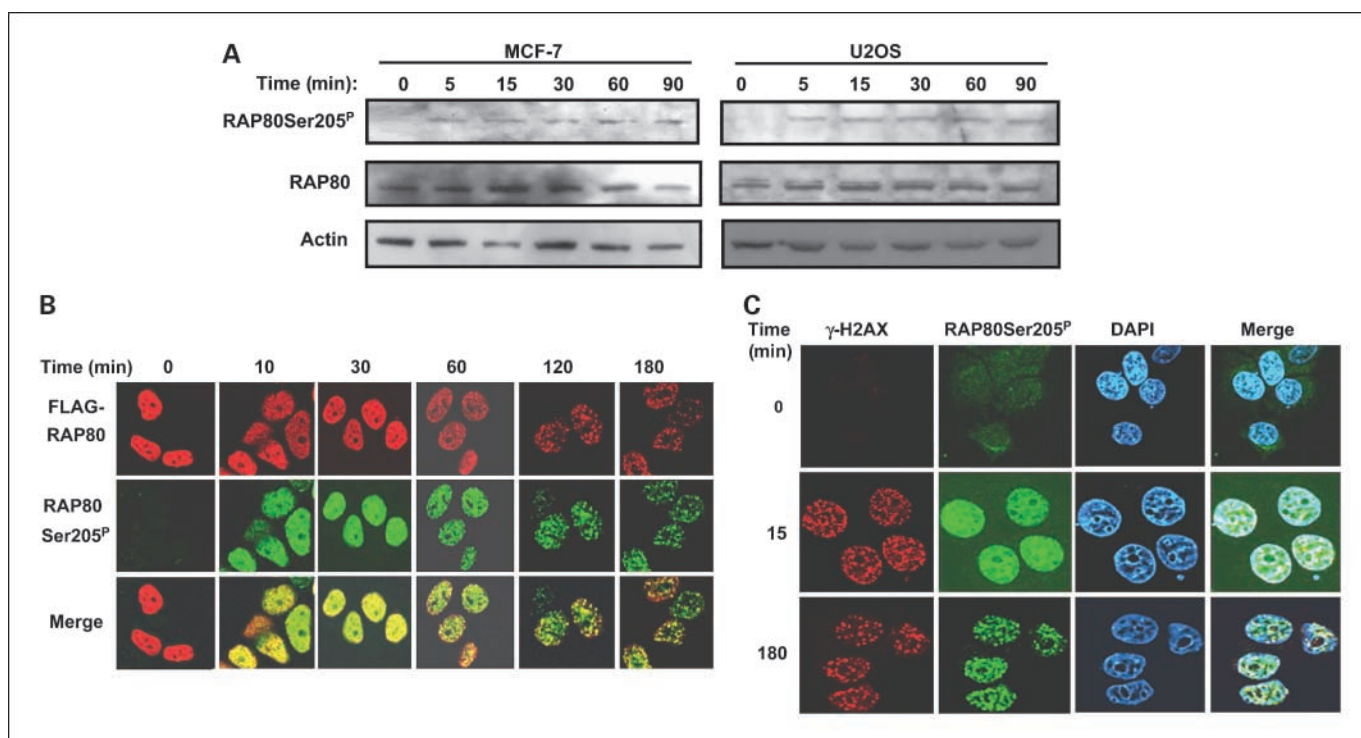 A
MCF-7 U2OS
Time (min): 0 5 15 30 60 90 0 5 15 30 60 90
RAP80Ser205ᴾ
RAP80
Actin
B
Time (min) 0 10 30 60 120 180
FLAG-
RAP80
RAP80
Ser205ᴾ
Merge
C
Time
(min)
γ-H2AX RAP80Ser205ᴾ DAPI Merge
0
15
180